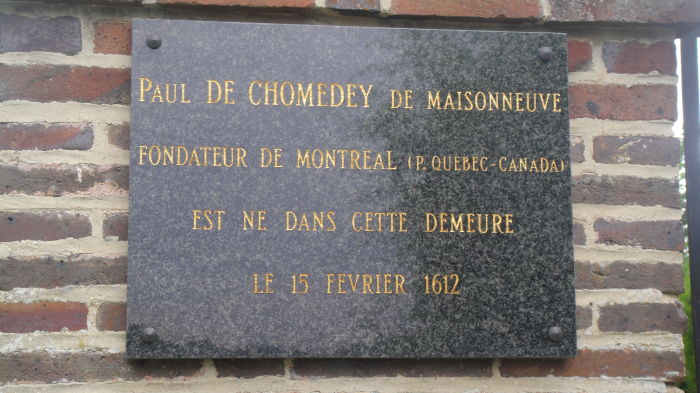 PAUL DE CHOMEDEY DE MAISONNEUVE
FONDATEUR DE MONTREAL (P. QUEBEC-CANADA)
EST NE DANS CETTE DEMEURE
LE 15 FEVRIER 1612